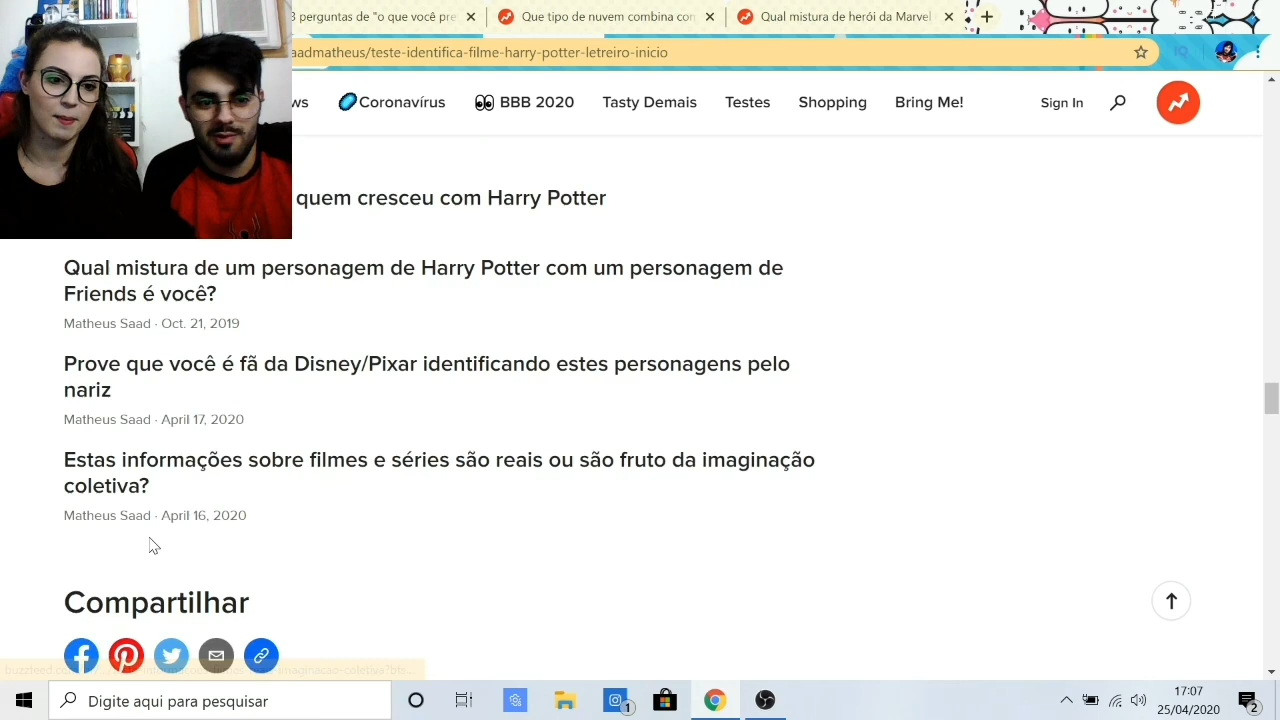 3 perguntas de "o que você pre
Que tipo de nuvem combina con
Qual mistura de herói da Marve
aadmatheus/teste-identifica-filme-harry-potter-letreiro-inicio
ws
Coronavírus
BBB 2020
Tasty Demais
Testes
Shopping
Bring Me!
Sign In
quem cresceu com Harry Potter
Qual mistura de um personagem de Harry Potter com um personagem de
Friends é você?
Matheus Saad · Oct. 21, 2019
Prove que você é fã da Disney/Pixar identificando estes personagens pelo
nariz
Matheus Saad · April 17, 2020
Estas informações sobre filmes e séries são reais ou são fruto da imaginação
coletiva?
Matheus Saad · April 16, 2020
Compartilhar
Digite aqui para pesquisar
1
17:07
25/04/2020
2